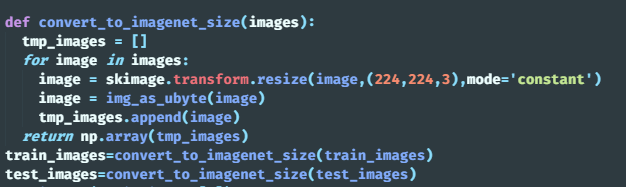 def convert_to_imagenet_size(images):
  tmp_images = []
  for image in images:
    image = skimage.transform.resize(image,(224,224,3),mode='constant')
    image = img_as_ubyte(image)
    tmp_images.append(image)
  return np.array(tmp_images)
train_images=convert_to_imagenet_size(train_images)
test_images=convert_to_imagenet_size(test_images)